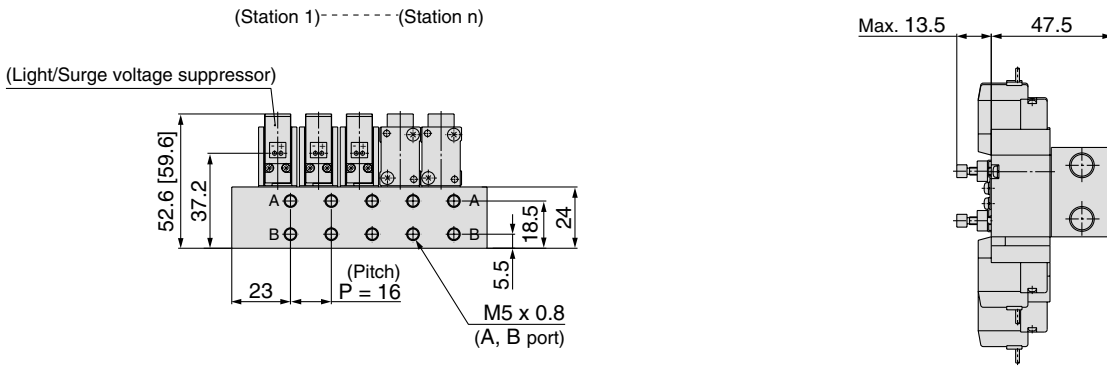 (Station 1) (Station n)
Max. 13.5
47.5
(Light/Surge voltage suppressor)
52.6 [59.6]
37.2
A A
B B
18.5
24
5.5
23
(Pitch)
P = 16
M5 x 0.8
(A, B port)